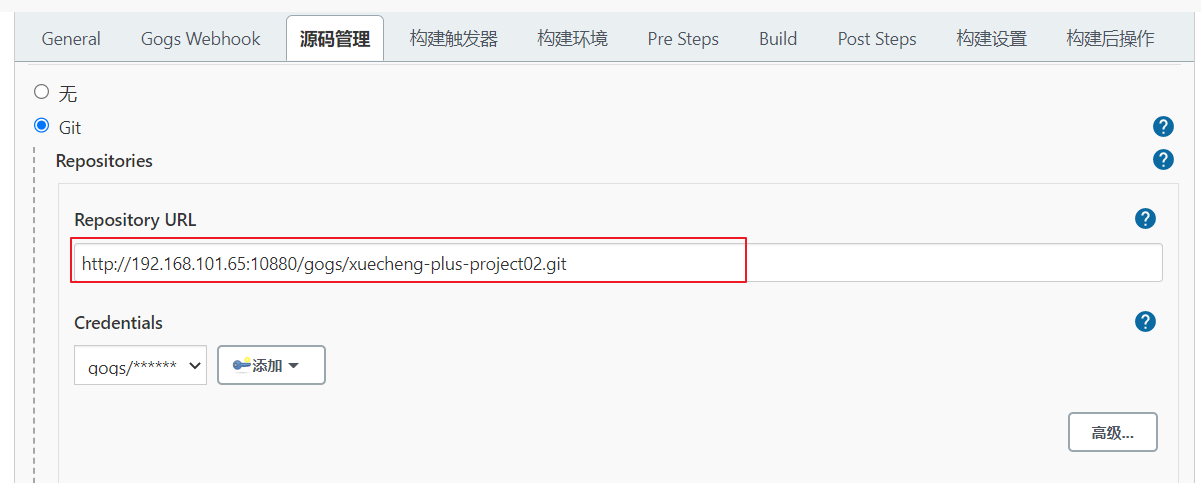 General Gogs Webhook 源码管理 构建触发器 构建环境 Pre Steps Build Post Steps 构建设置 构建后操作
无
Git ?
Repositories ?
Repository URL ?
http://192.168.101.65:10880/gogs/xuecheng-plus-project02.git
Credentials ?
gogs/****** 添加
高级...